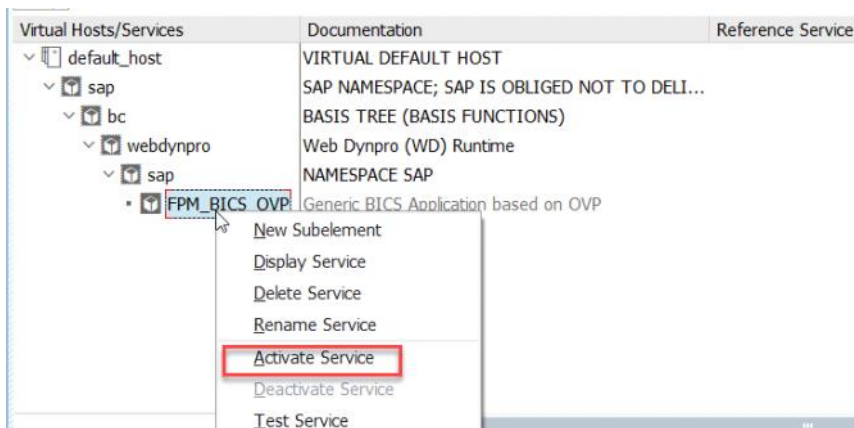 Virtual Hosts/Services Documentation Reference Service
default_host VIRTUAL DEFAULT HOST
sap SAP NAMESPACE; SAP IS OBLIGED NOT TO DELI...
bc BASIS TREE (BASIS FUNCTIONS)
webdynpro Web Dynpro (WD) Runtime
sap NAMESPACE SAP
FPM_BICS_OVP Generic BICS Application based on OVP
New Subelement
Display Service
Delete Service
Rename Service
Activate Service
Deactivate Service
Test Service